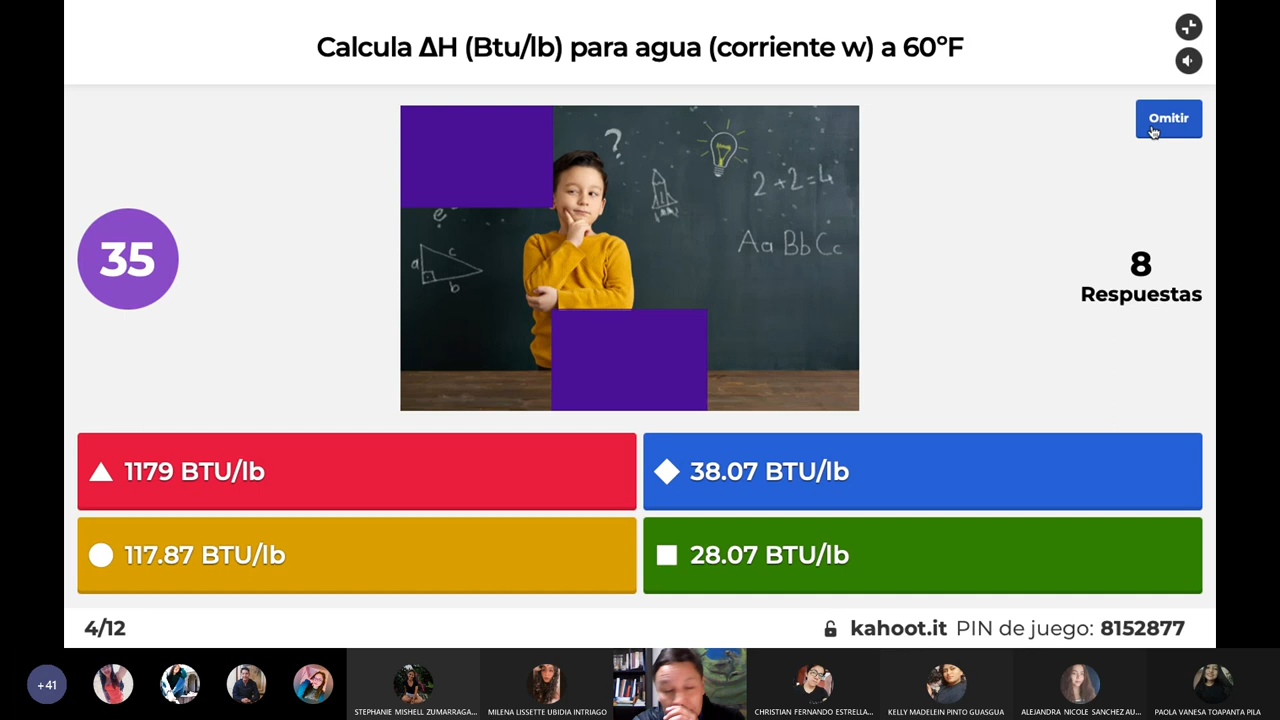 Calcula ΔH (Btu/lb) para agua (corriente w) a 60ºF
Omitir
?
2+2=4
e
a
c
b
Aa Bb Cc
35
8
Respuestas
1179 BTU/lb
38.07 BTU/lb
117.87 BTU/lb
28.07 BTU/lb
4/12
kahoot.it PIN de juego: 8152877
+41
STEPHANIE MISHELL ZUMARRAGA...
MILENA LISSETTE UBIDIA INTRIAGO
CHRISTIAN FERNANDO ESTRELLA...
KELLY MADELEIN PINTO GUASGUA
ALEJANDRA NICOLE SANCHEZ AU...
PAOLA VANESA TOAPANTA PILA